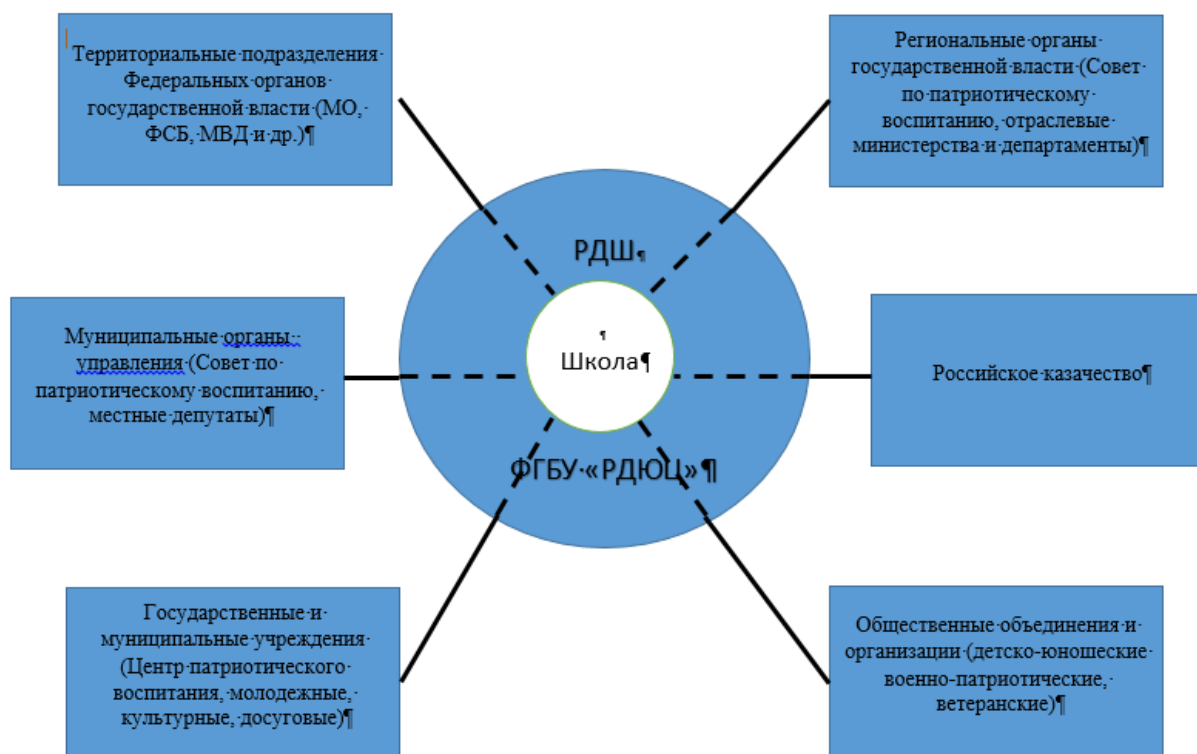 Территориальные подразделения
Федеральных органов
государственной власти (МО,
ФСБ, МВД и др.)¶
Региональные органы
государственной власти (Совет
по патриотическому
воспитанию, отраслевые
министерства и департаменты)¶
РДШ¶
¶
Школа¶
ФГБУ «РДЮЦ»¶
Муниципальные органы
управления (Совет по
патриотическому воспитанию,
местные депутаты)¶
Российское казачество¶
Государственные и
муниципальные учреждения
(Центр патриотического
воспитания, молодежные,
культурные, досуговые)¶
Общественные объединения и
организации (детско-юношеские
военно-патриотические,
ветеранские)¶